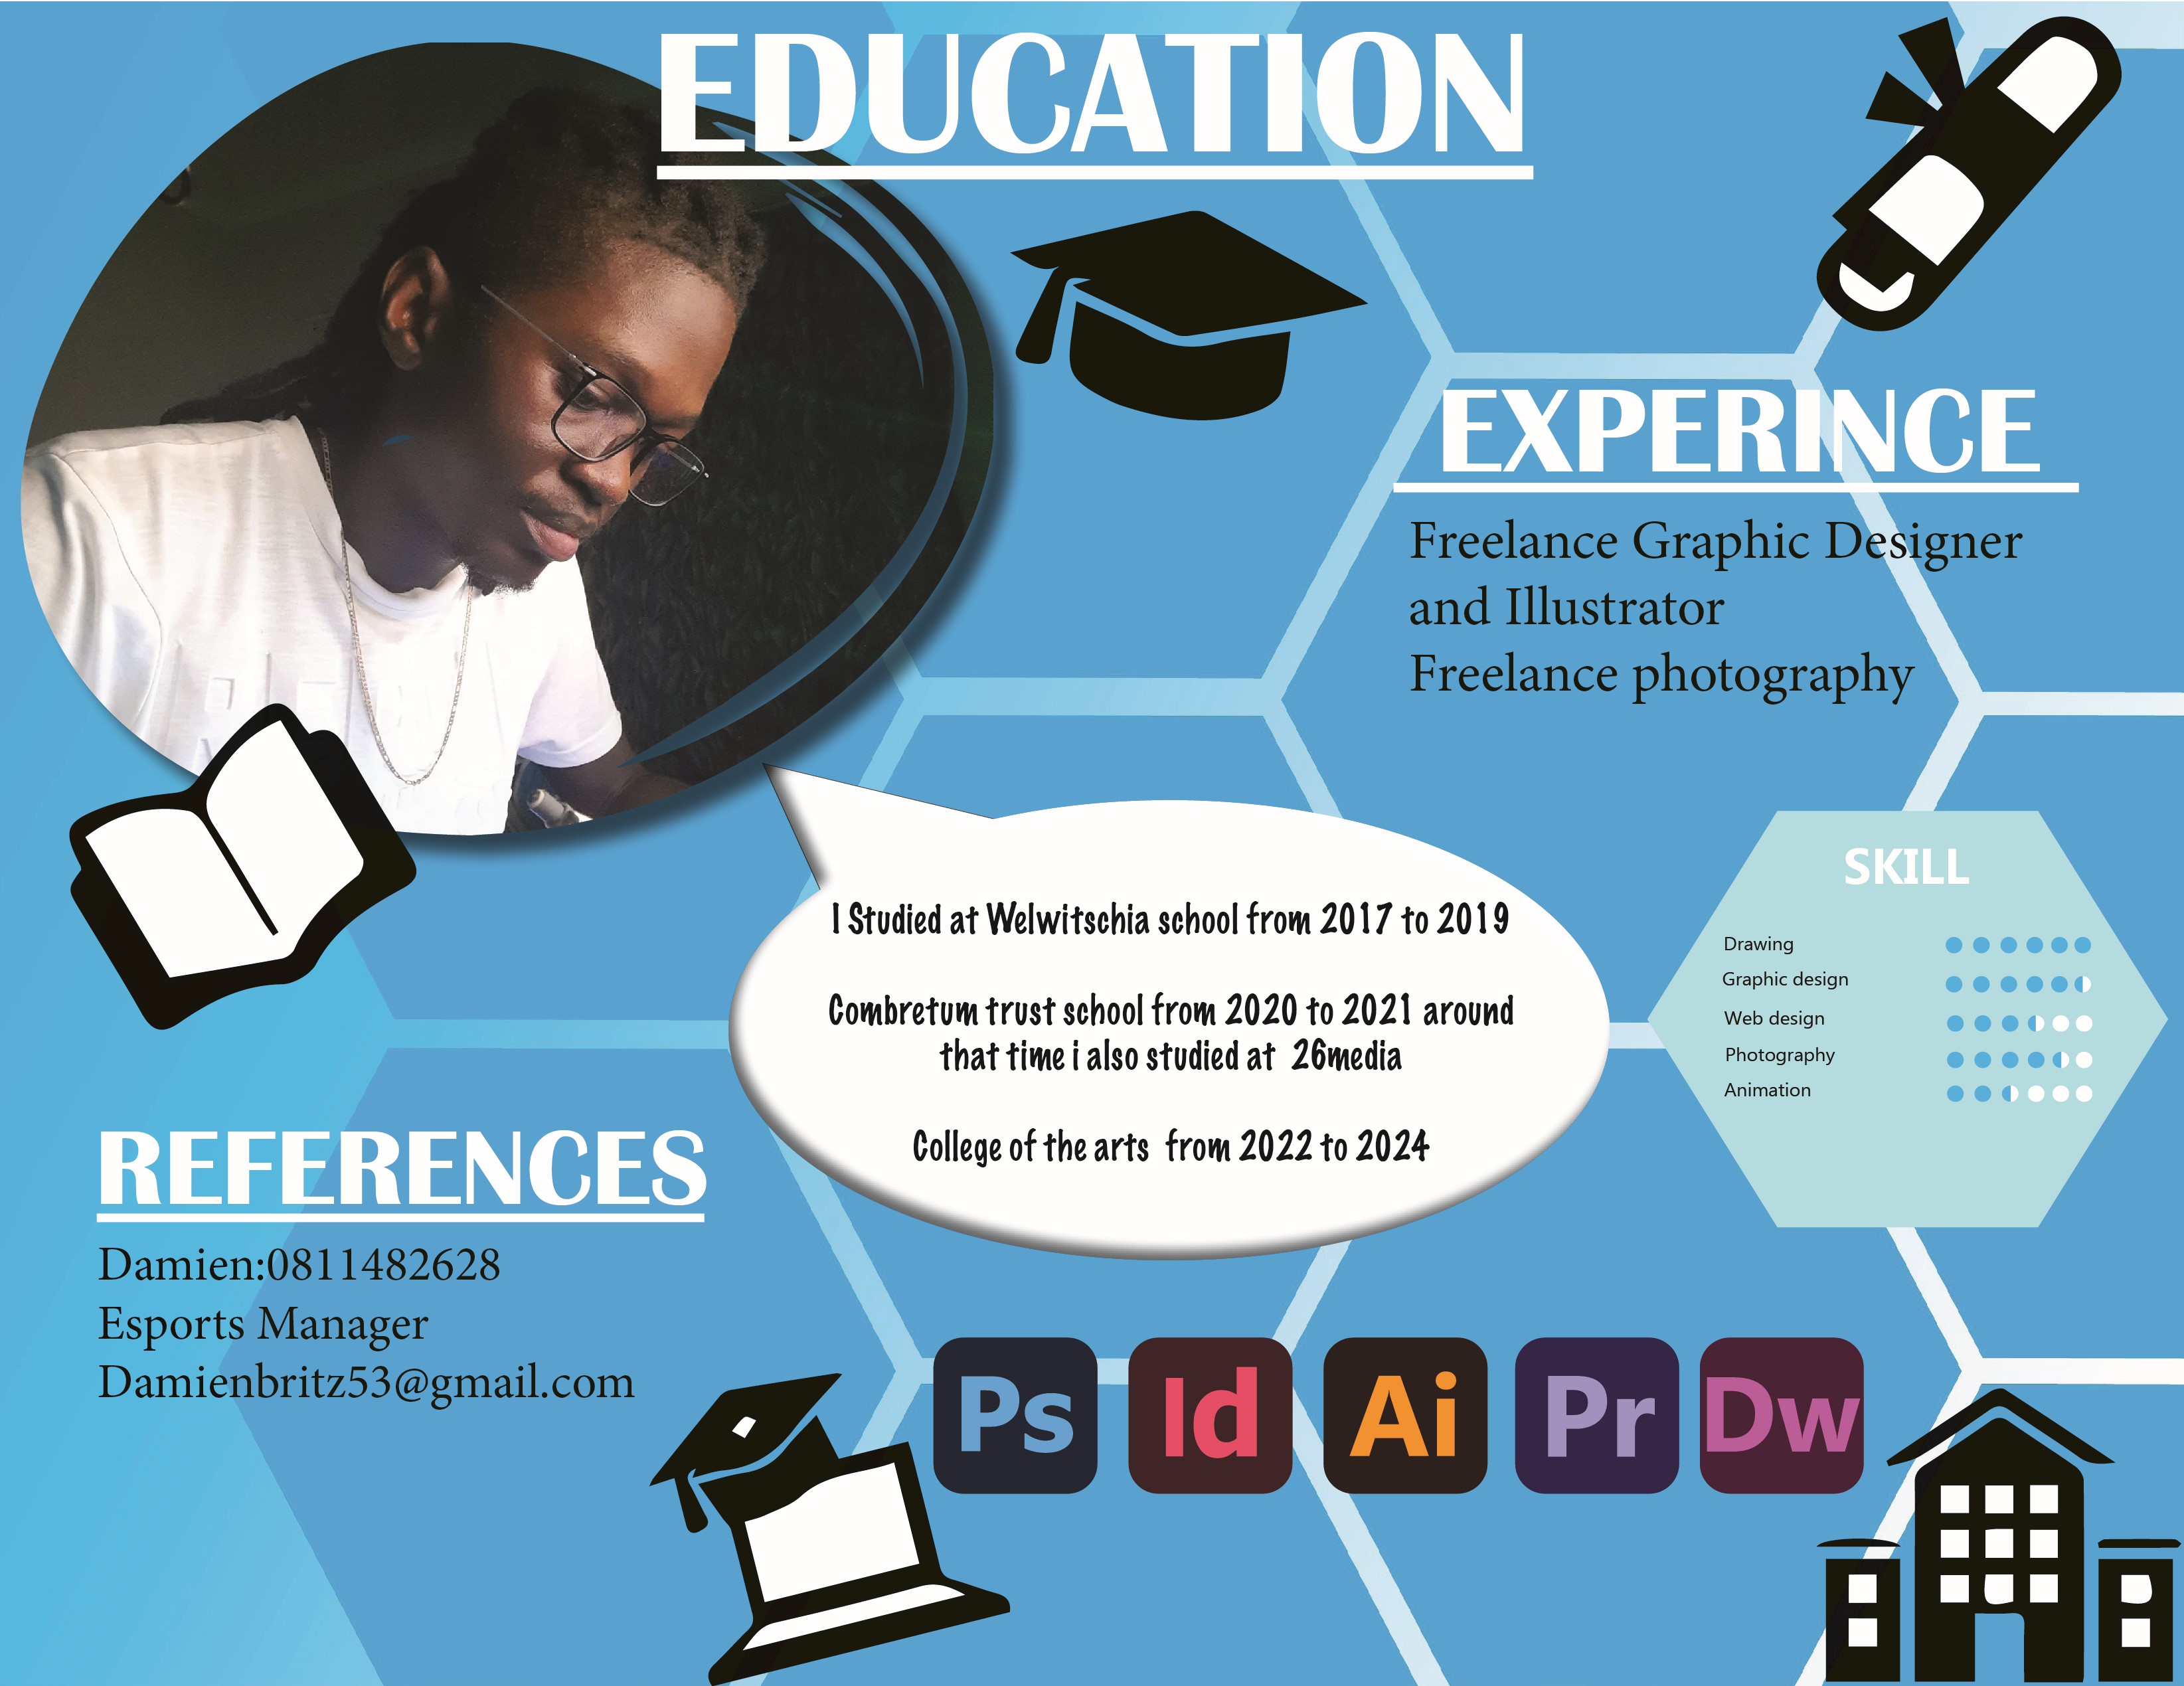 EDUCATION
EXPERINCE
Freelance Graphic Designer
and Illustrator
Freelance photography
I Studied at Welwitschia school from 2017 to 2019
Combretum trust school from 2020 to 2021 around
that time i also studied at 26media
College of the arts from 2022 to 2024
SKILL
Drawing
Graphic design
Web design
Photography
Animation
REFERENCES
Damien:0811482628
Esports Manager
Damienbritz53@gmail.com
Ps Id Ai Pr Dw